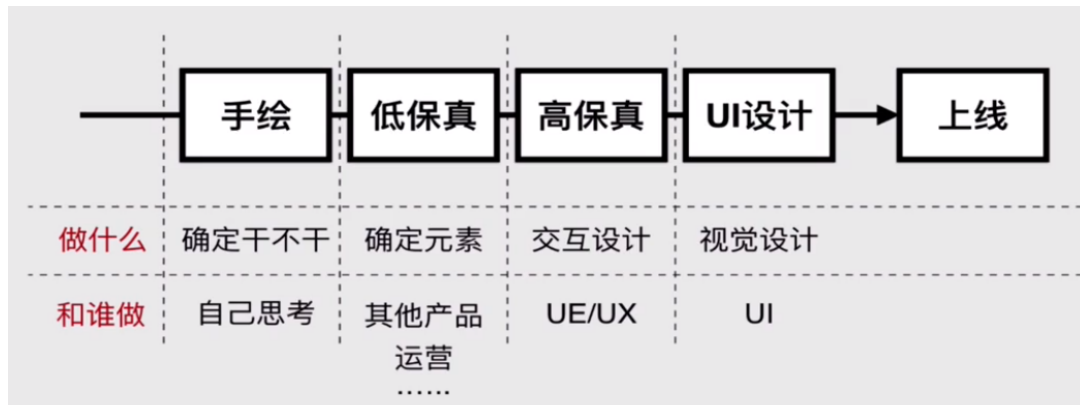 手绘 低保真 高保真 UI设计 上线
做什么 确定干不干 确定元素 交互设计 视觉设计
和谁做 自己思考 其他产品 UE/UX UI
运营
……